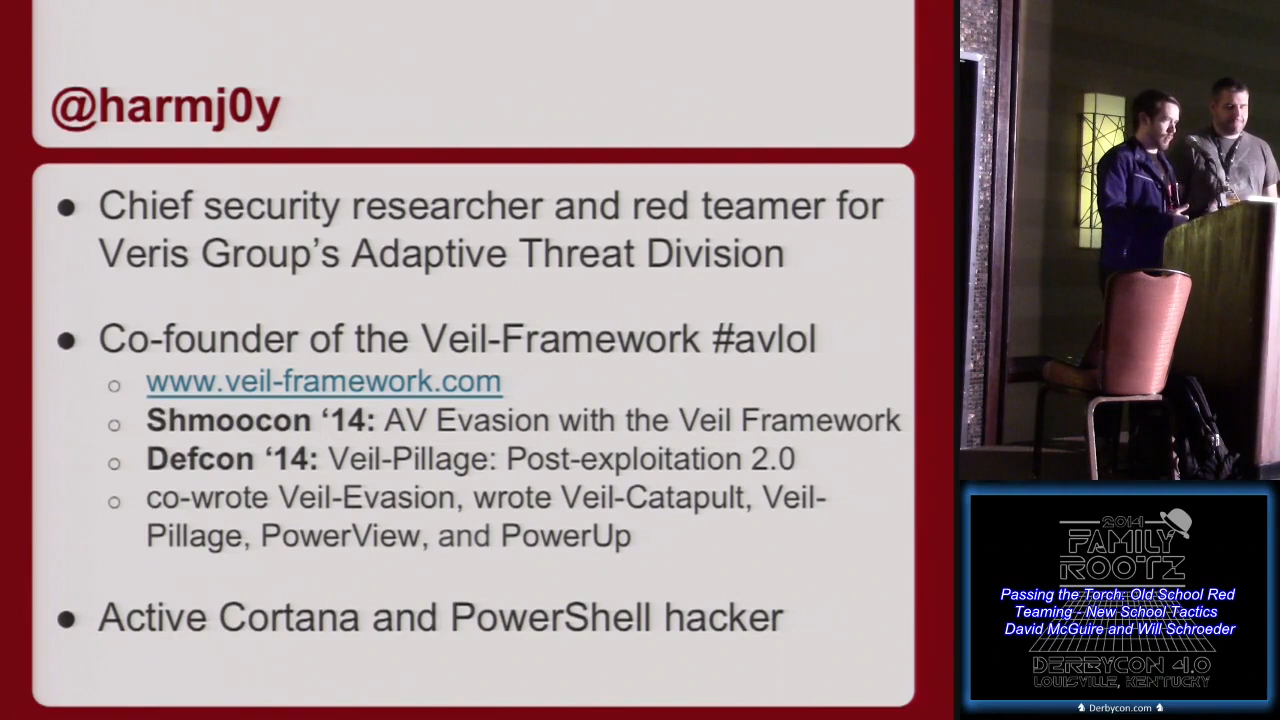 @harmj0y
● Chief security researcher and red teamer for
Veris Group's Adaptive Threat Division
● Co-founder of the Veil-Framework #avlol
○ www.veil-framework.com
○ Shmoocon ‘14: AV Evasion with the Veil Framework
○ Defcon ‘14: Veil-Pillage: Post-exploitation 2.0
○ co-wrote Veil-Evasion, wrote Veil-Catapult, Veil-
Pillage, PowerView, and PowerUp
● Active Cortana and PowerShell hacker
2014
FAMILY
ROOTZ
Passing the Torch: Old School Red
Teaming - New School Tactics
David McGuire and Will Schroeder
DERBYCON 4.0
LOUISVILLE, KENTUCKY
Derbycon.com